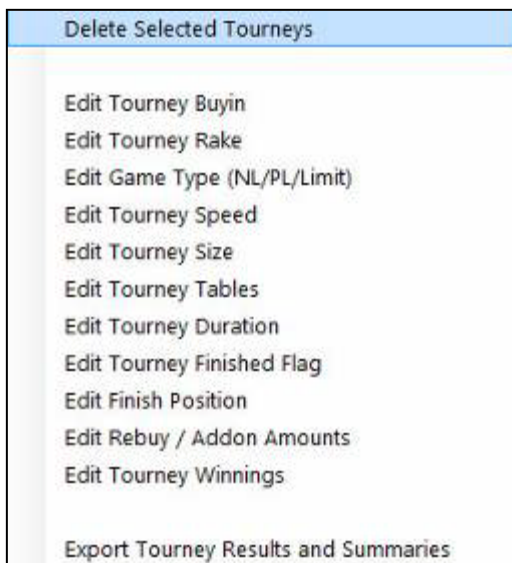 Delete Selected Tourneys
Edit Tourney Buyin
Edit Tourney Rake
Edit Game Type (NL/PL/Limit)
Edit Tourney Speed
Edit Tourney Size
Edit Tourney Tables
Edit Tourney Duration
Edit Tourney Finished Flag
Edit Finish Position
Edit Rebuy / Addon Amounts
Edit Tourney Winnings
Export Tourney Results and Summaries